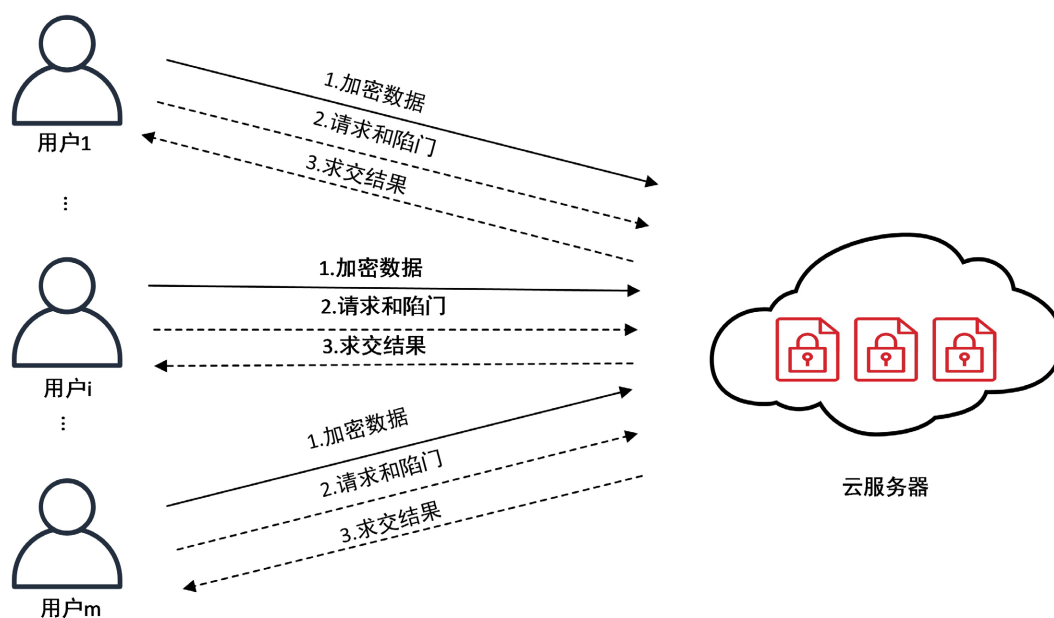 1.加密数据
2.请求和陷门
3.求交结果
用户1
...
1.加密数据
2.请求和陷门
3.求交结果
用户i
...
1.加密数据
2.请求和陷门
3.求交结果
用户m
云服务器